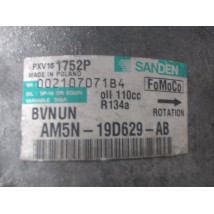 PXV16 1752P SANDEN
MADE IN POLAND
00210707184
FoMoCo
oil 110cc
R134a
BVNUN
ROTATION
AM5N-19D629-AB